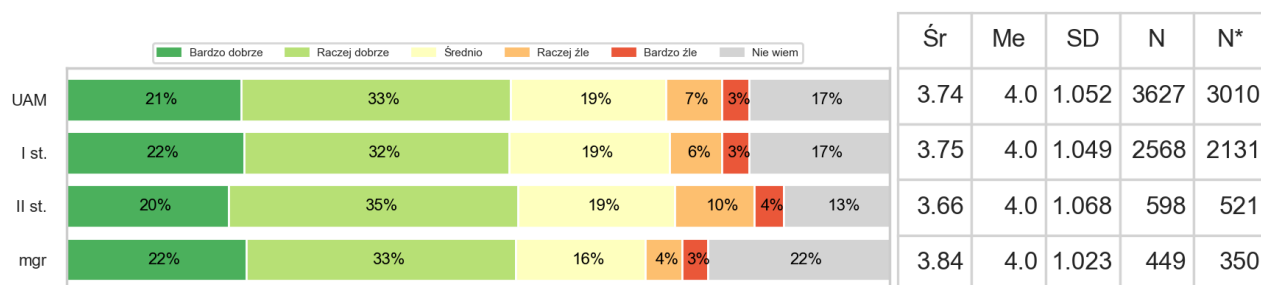 Śr Me SD N N*
Bardzo dobrze Raczej dobrze Średnio Raczej źle Bardzo źle Nie wiem
UAM 21% 33% 19% 7% 3% 17% 3.74 4.0 1.052 3627 3010
I st. 22% 32% 19% 6% 3% 17% 3.75 4.0 1.049 2568 2131
II st. 20% 35% 19% 10% 4% 13% 3.66 4.0 1.068 598 521
mgr 22% 33% 16% 4% 3% 22% 3.84 4.0 1.023 449 350